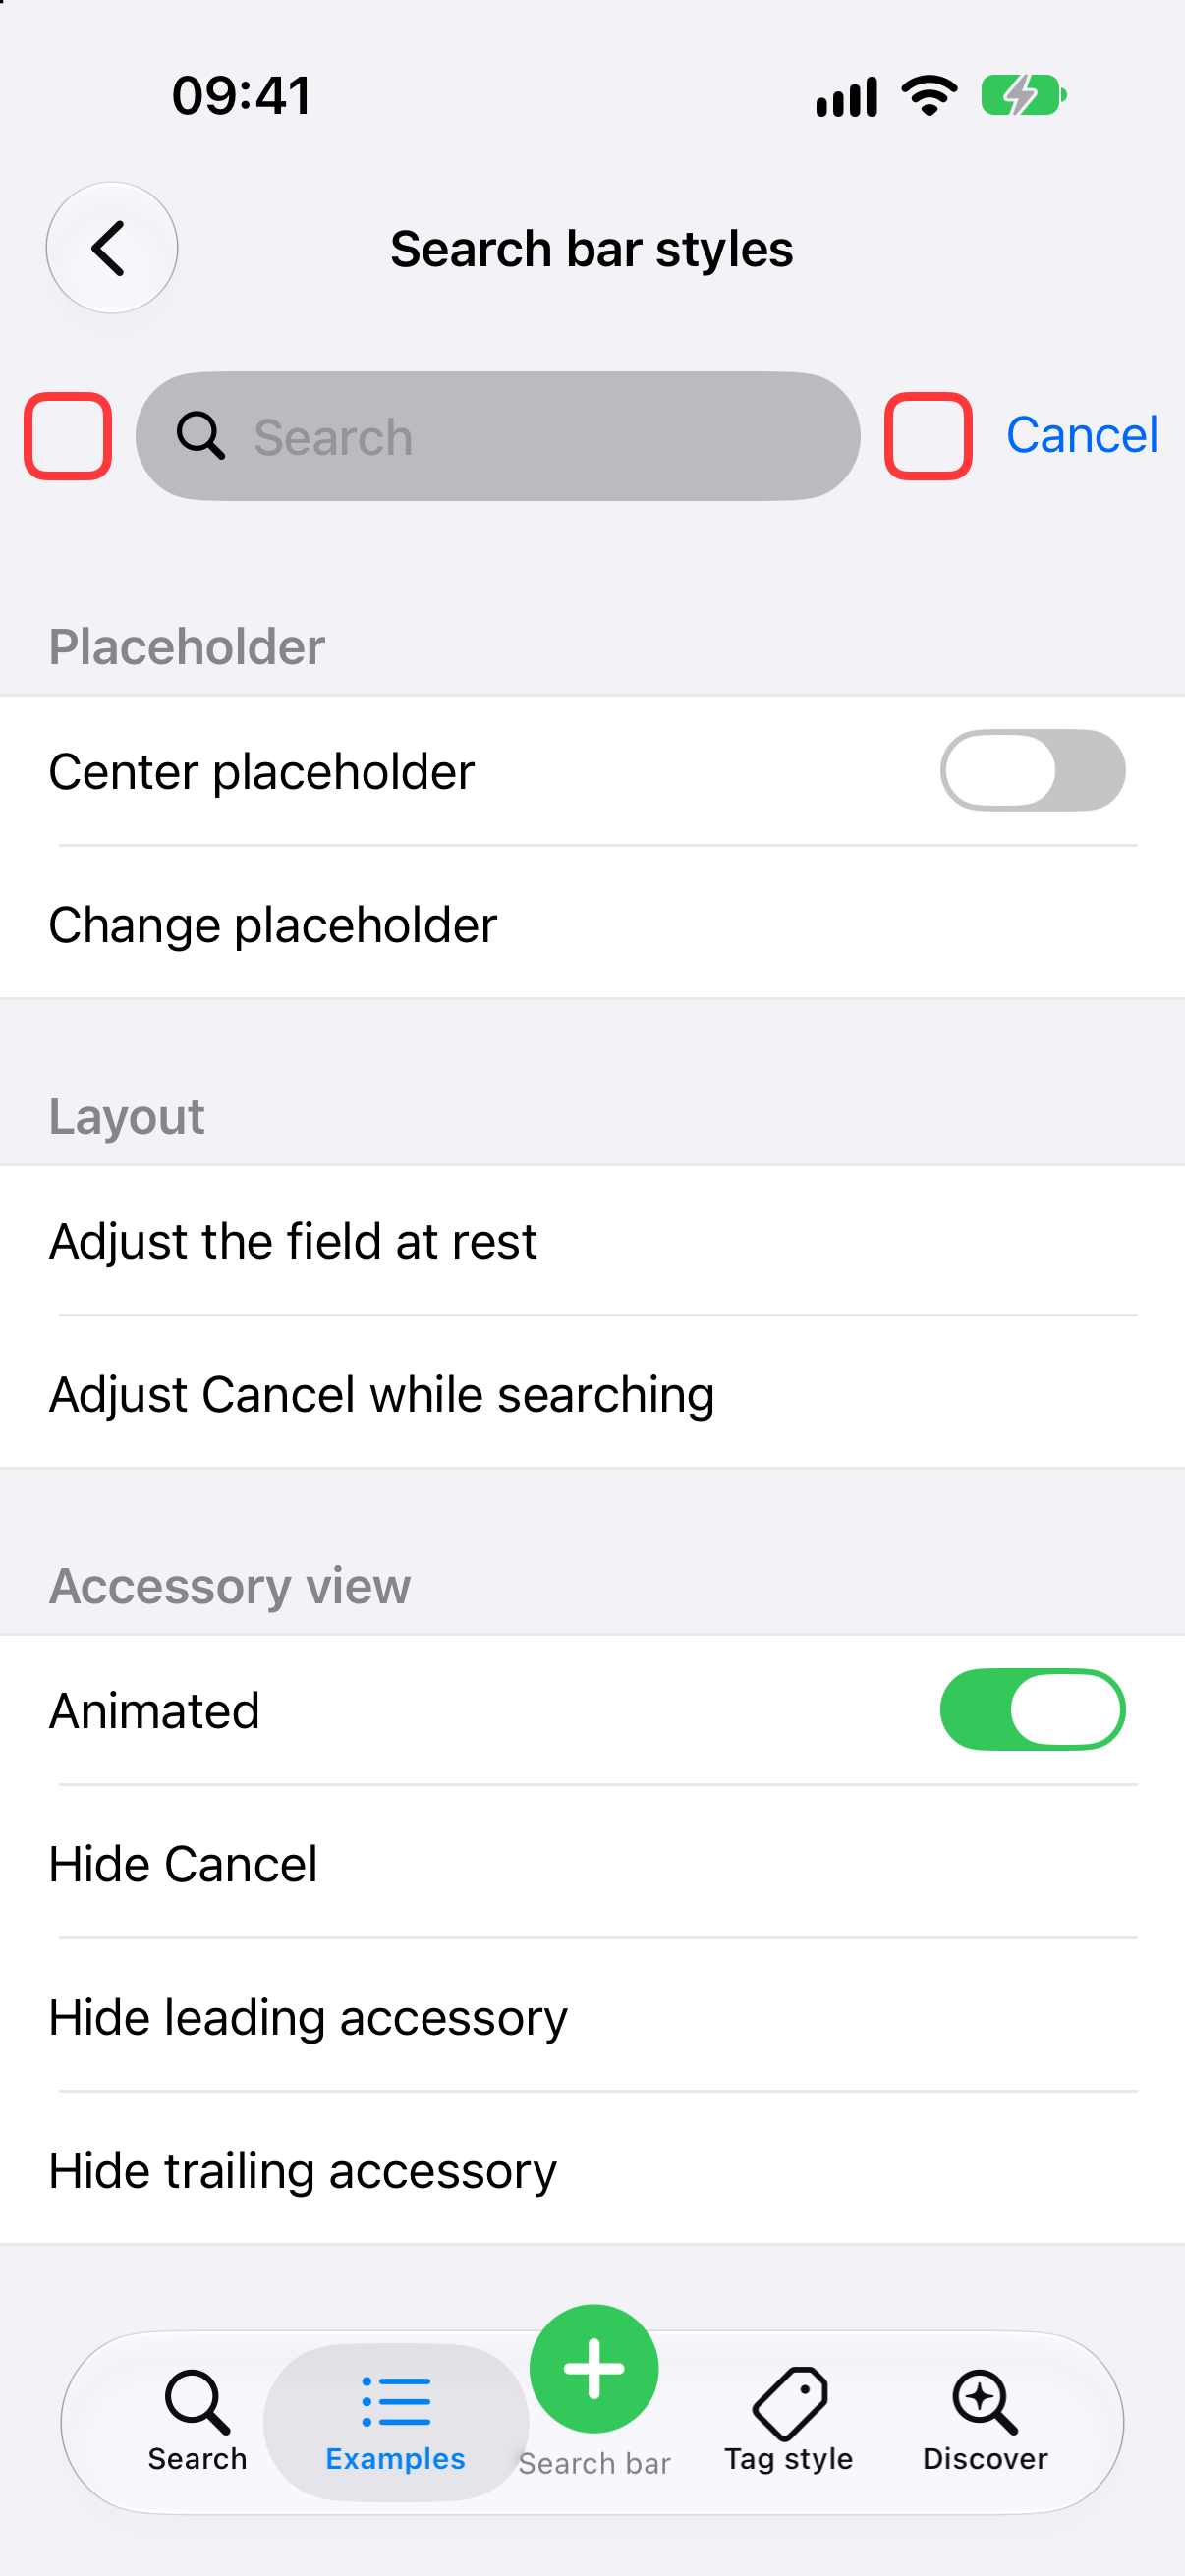 09:41
Search bar styles
Search
Cancel
Placeholder
Center placeholder
Change placeholder
Layout
Adjust the field at rest
Adjust Cancel while searching
Accessory view
Animated
Hide Cancel
Hide leading accessory
Hide trailing accessory
Search
Examples
Search bar
Tag style
Discover